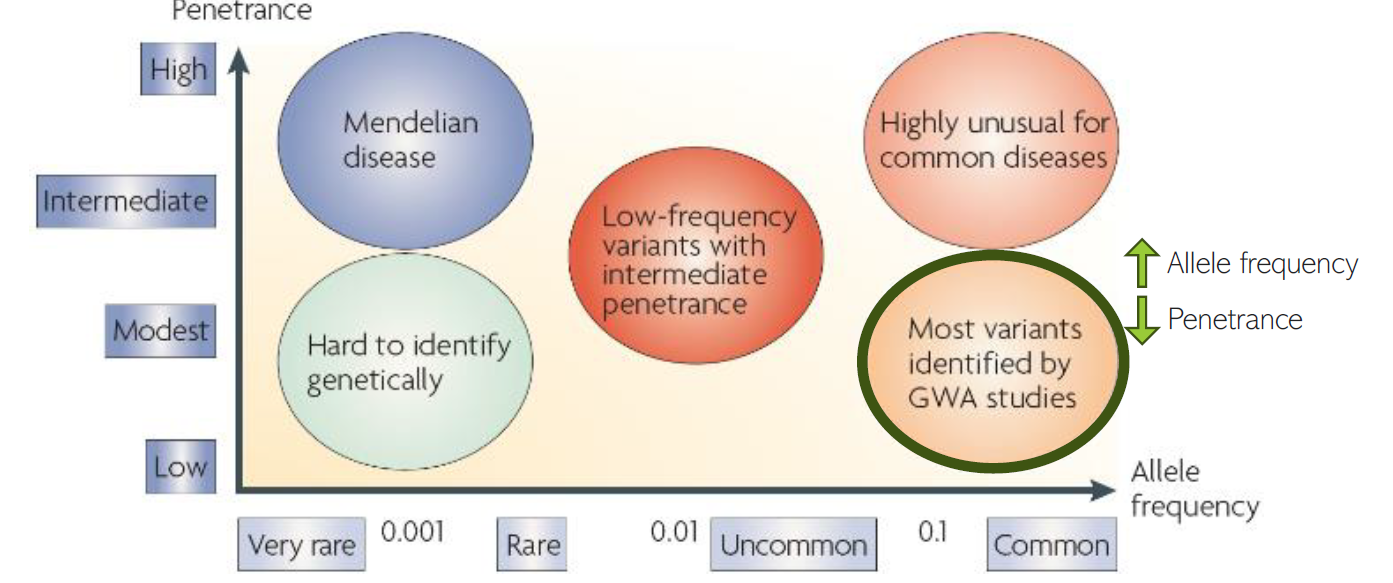 Penetrance
High
Intermediate
Modest
Low
Mendelian
disease
Highly unusual for
common diseases
Low-frequency
variants with
intermediate
penetrance
Hard to identify
genetically
Most variants
identified by
GWA studies
Allele frequency
Penetrance
Allele
frequency
Very rare
0.001
Rare
0.01
Uncommon
0.1
Common